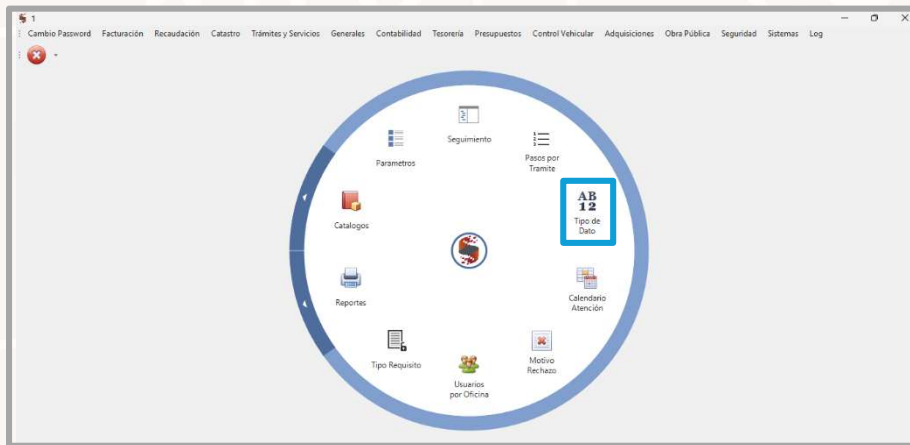 1
Cambio Password Facturación Recaudación Catastro Trámites y Servicios Generales Contabilidad Tesorería Presupuestos Control Vehicular Adquisiciones Obra Pública Seguridad Sistemas Log
Seguimiento
Parametros
Pasos por
Tramite
AB
12
Tipo de
Dato
Catalogos
Calendario
Atención
Reportes
Motivo
Rechazo
Tipo Requisito
Usuarios
por Oficina